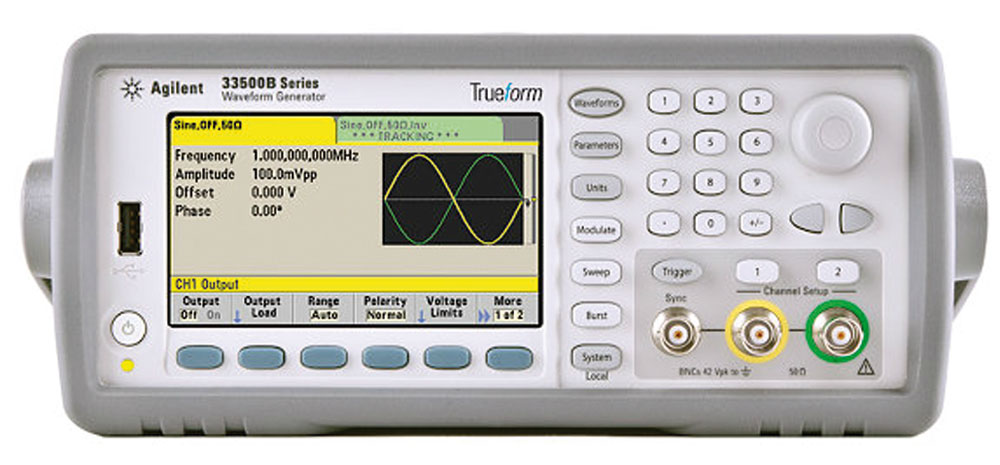 Agilent
33500B Series
Waveform Generator
Trueform
Sine,OFF,50Ω
Sine,OFF,50Ω,Inv
***TRACKING***
Frequency 1.000,000,000MHz
Amplitude 100.0mVpp
Offset 0.000 V
Phase 0.00°
CH1 Output
Output
Off On
Output
Load
Range
Auto
Polarity
Normal
Voltage
Limits
More
1 of 2
Waveforms
Parameters
Units
Modulate
Sweep
Burst
System
Local
1 2 3
4 5 6
7 8 9
. 0 +/-
Trigger
1
2
Channel Setup
Sync
BNCs 42 Vpk to
50Ω